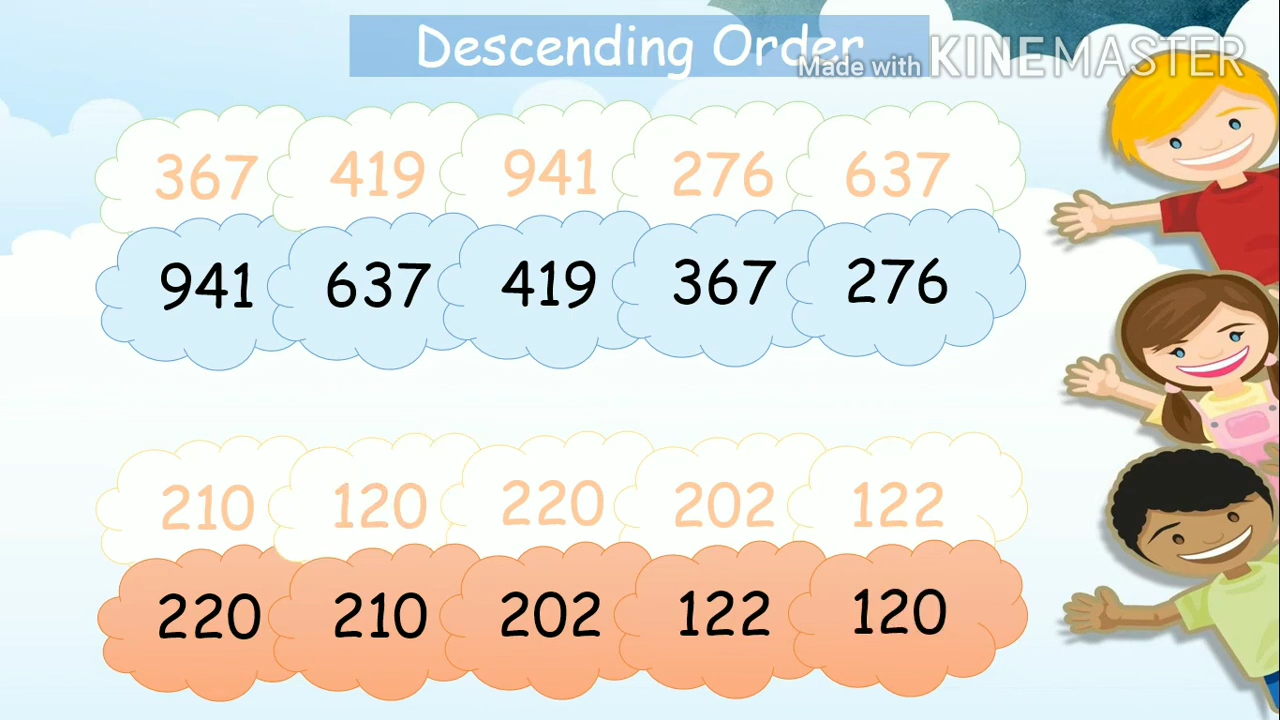 Descending Order
Made with KINEMASTER
367 419 941 276 637
941 637 419 367 276
210 120 220 202 122
220 210 202 122 120